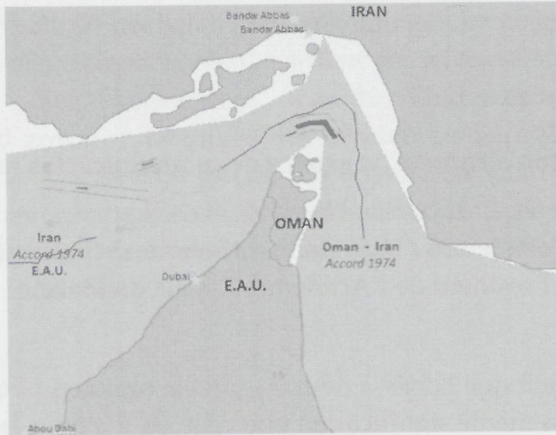 Bandar Abbas
IRAN
Bandar Abbas
OMAN
Iran
Accord 1974
E.A.U.
Oman - Iran
Accord 1974
Dubai
E.A.U.
Abou Dabi